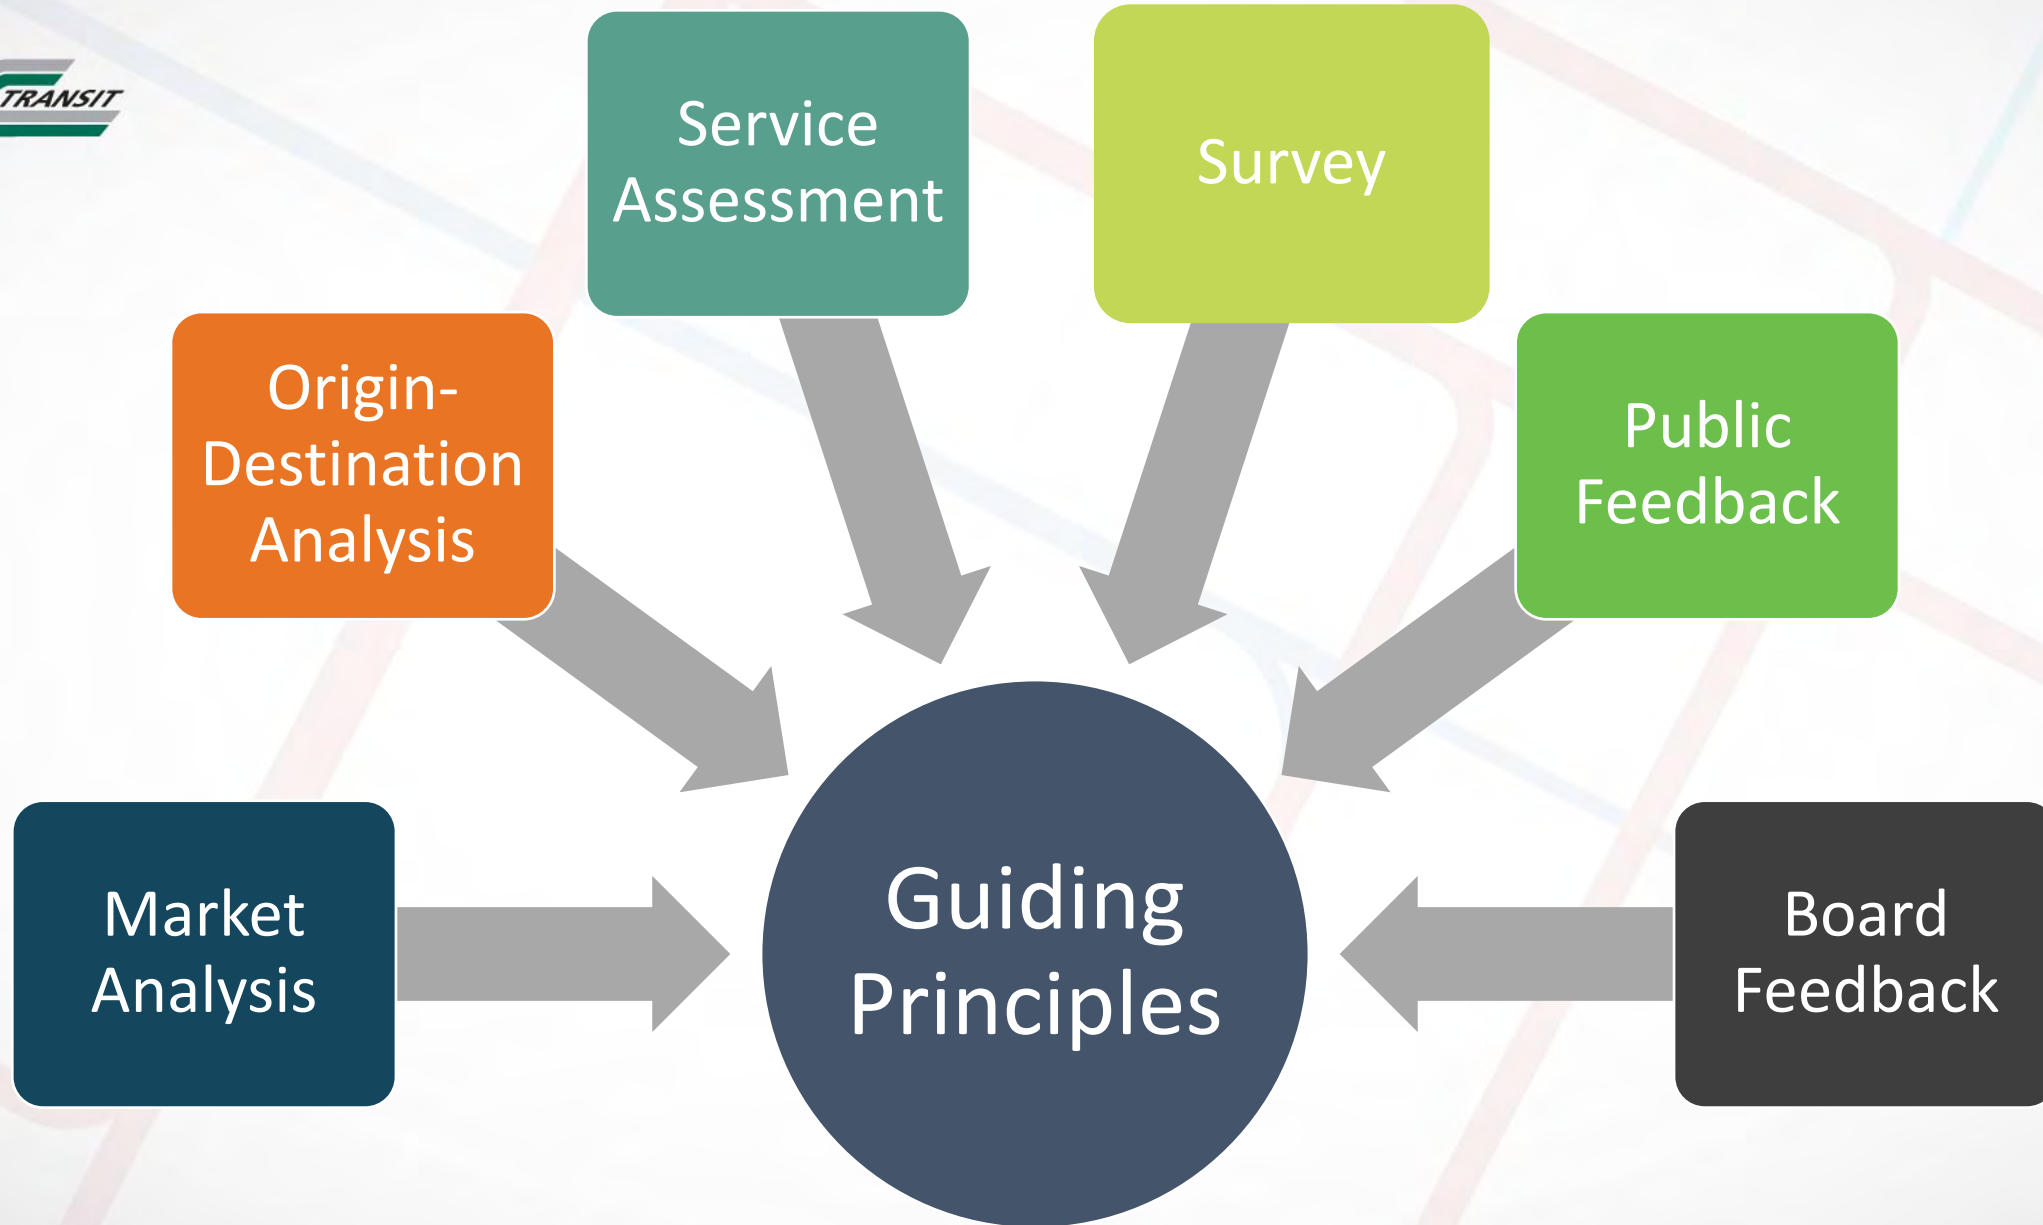 TRANSIT
Service
Assessment
Survey
Origin-
Destination
Analysis
Public
Feedback
Market
Analysis
Guiding
Principles
Board
Feedback